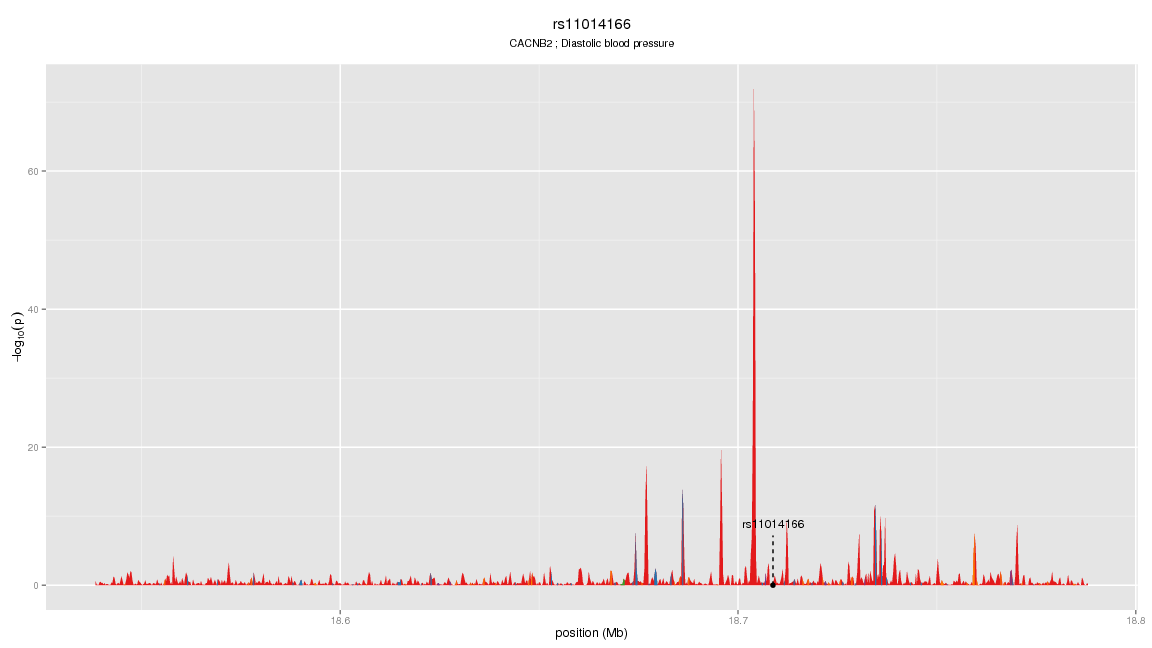 rs11014166
CACNB2 ; Diastolic blood pressure
60
40
20
0
−log₁₀(p)
rs11014166
18.6
18.7
18.8
position (Mb)